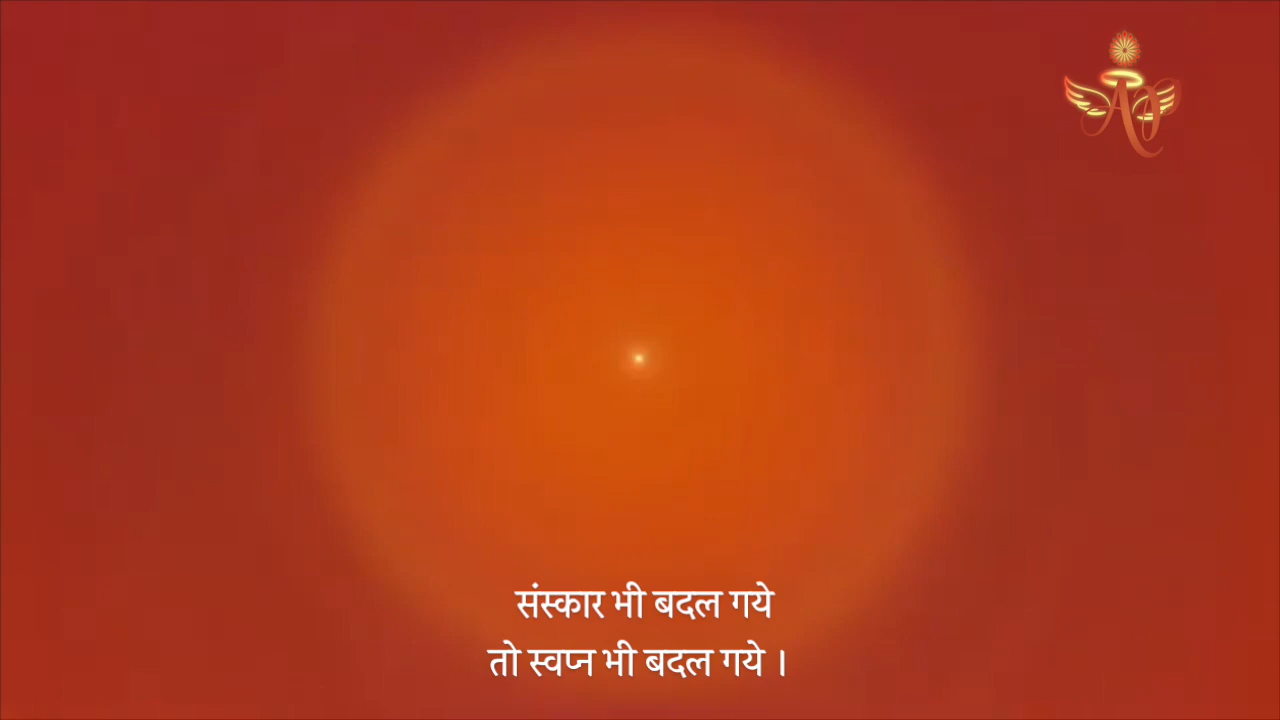 संस्कार भी बदल गये
तो स्वप्न भी बदल गये ।